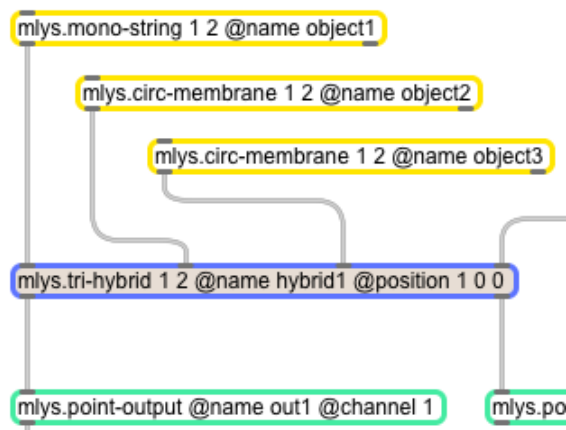 mlys.mono-string 1 2 @name object1
mlys.circ-membrane 1 2 @name object2
mlys.circ-membrane 1 2 @name object3
mlys.tri-hybrid 1 2 @name hybrid1 @position 1 0 0
mlys.point-output @name out1 @channel 1
mlys.po